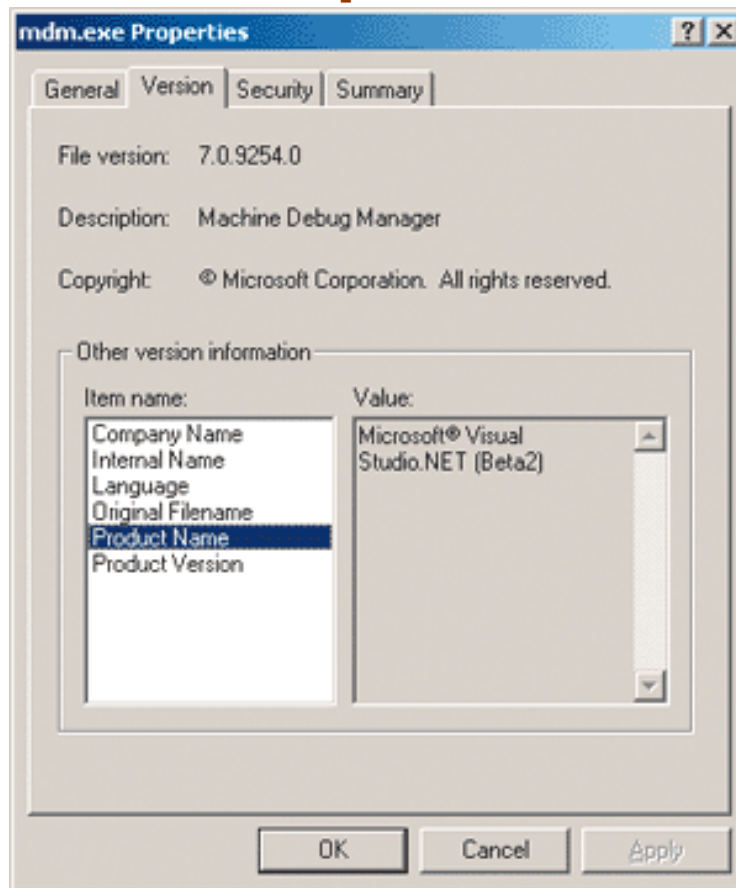 mdm.exe Properties
General Version Security Summary
File version: 7.0.9254.0
Description: Machine Debug Manager
Copyright: © Microsoft Corporation. All rights reserved.
Other version information
Item name:
Company Name
Internal Name
Language
Original Filename
Product Name
Product Version
Value:
Microsoft® Visual
Studio.NET (Beta2)
OK Cancel Apply